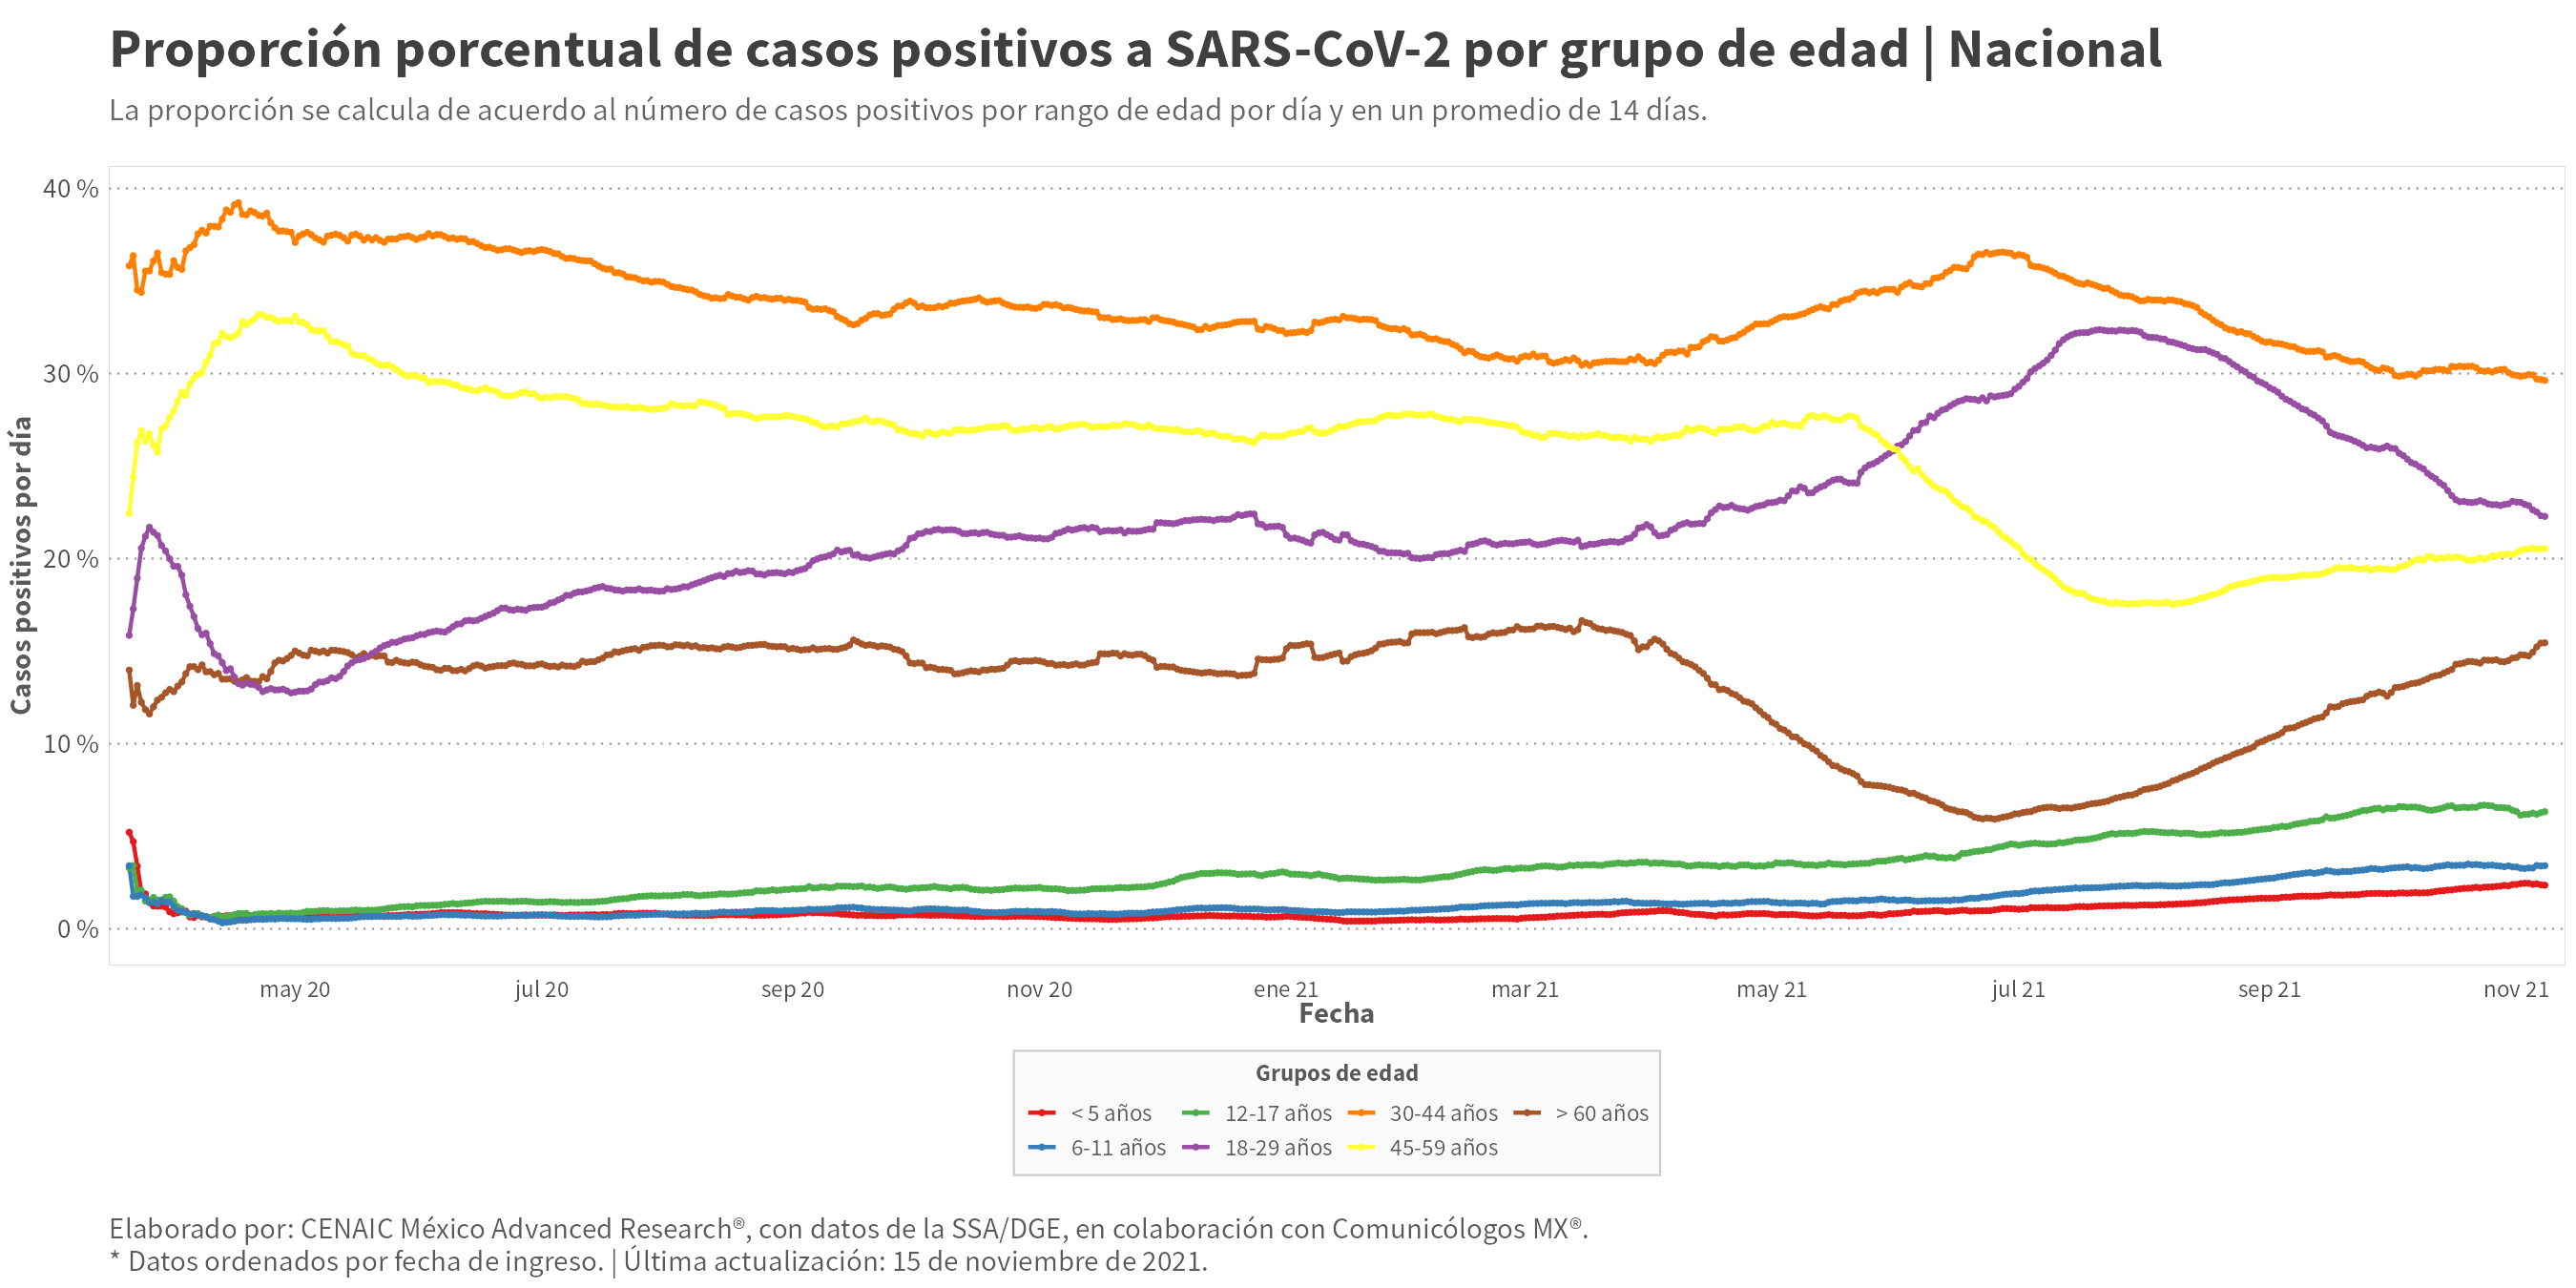 Proporción porcentual de casos positivos a SARS-CoV-2 por grupo de edad | Nacional
La proporción se calcula de acuerdo al número de casos positivos por rango de edad por día y en un promedio de 14 días.
Casos positivos por día
40 %
30 %
20 %
10 %
0 %
may 20 jul 20 sep 20 nov 20 ene 21 mar 21 may 21 jul 21 sep 21 nov 21
Fecha
Grupos de edad
< 5 años 12-17 años 30-44 años > 60 años
6-11 años 18-29 años 45-59 años
Elaborado por: CENAIC México Advanced Research®, con datos de la SSA/DGE, en colaboración con Comunicólogos MX®.
* Datos ordenados por fecha de ingreso. | Última actualización: 15 de noviembre de 2021.